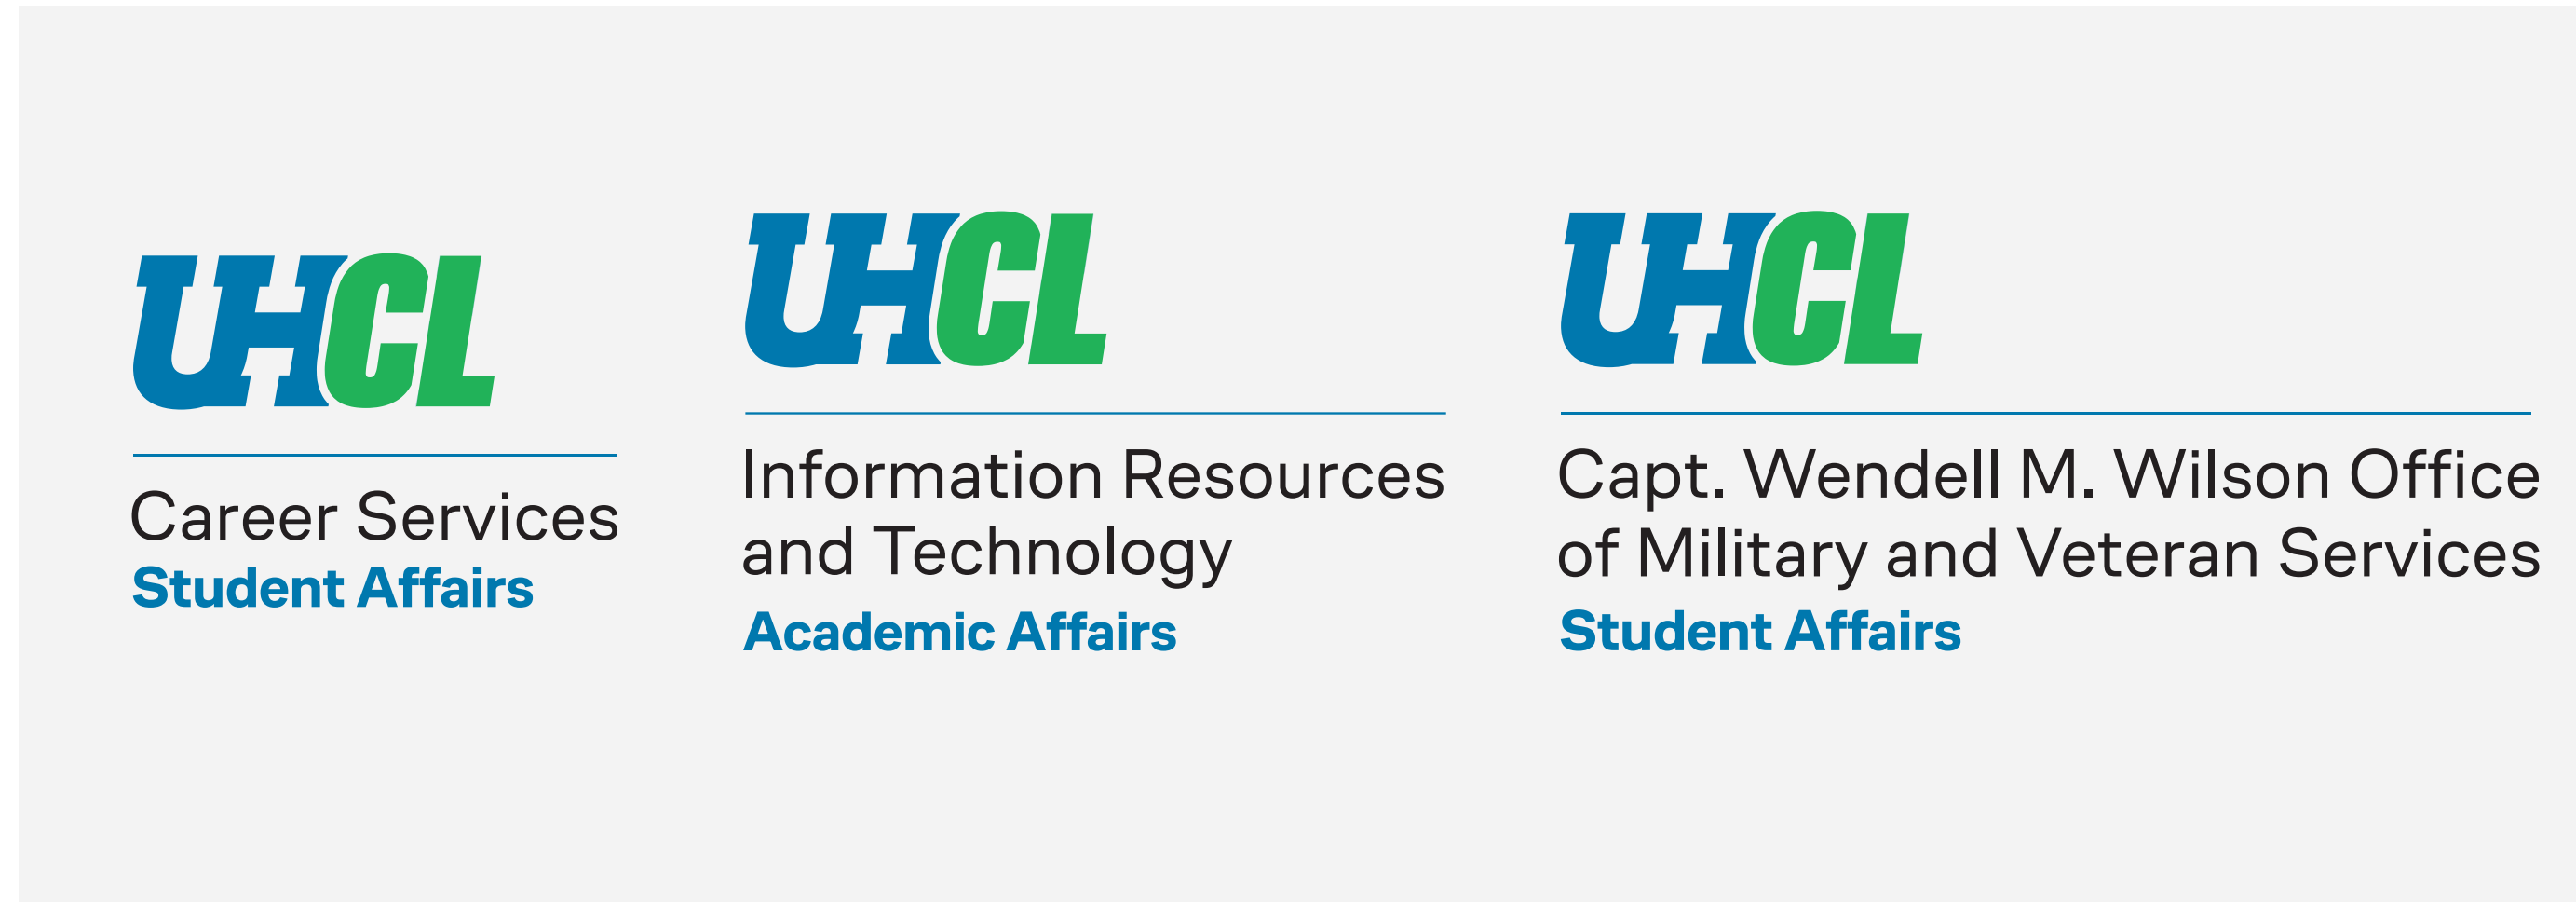 UHCL
Career Services
Student Affairs
UHCL
Information Resources
and Technology
Academic Affairs
UHCL
Capt. Wendell M. Wilson Office
of Military and Veteran Services
Student Affairs